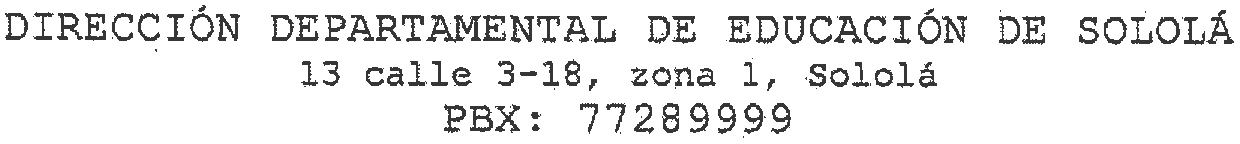 DIRECCIÓN DEPARTAMENTAL DE EDUCACIÓN DE SOLOLÁ
13 calle 3-18, zona 1, Sololá
PBX: 77289999